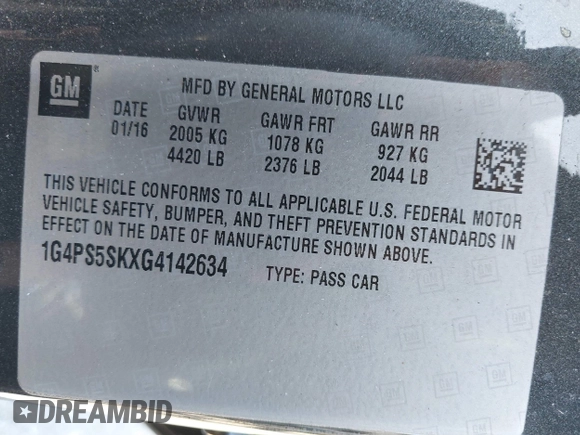 GM
MFD BY GENERAL MOTORS LLC
DATE GVWR GAWR FRT GAWR RR
01/16 2005 KG 1078 KG 927 KG
4420 LB 2376 LB 2044 LB
THIS VEHICLE CONFORMS TO ALL APPLICABLE U.S. FEDERAL MOTOR
VEHICLE SAFETY, BUMPER, AND THEFT PREVENTION STANDARDS IN
EFFECT ON THE DATE OF MANUFACTURE SHOWN ABOVE.
1G4PS5SKXG4142634 TYPE: PASS CAR
DREAMBID